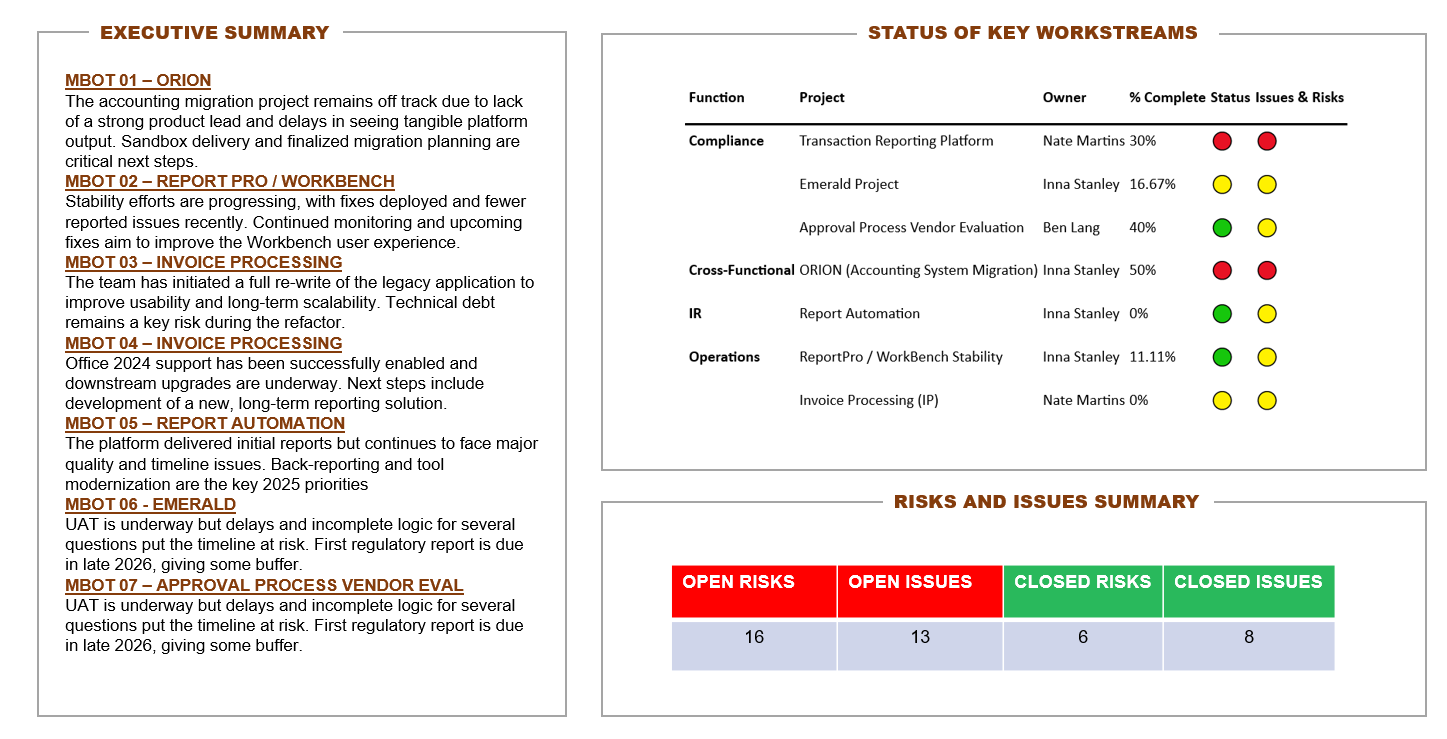 EXECUTIVE SUMMARY
MBOT 01 – ORION
The accounting migration project remains off track due to lack
of a strong product lead and delays in seeing tangible platform
output. Sandbox delivery and finalized migration planning are
critical next steps.
MBOT 02 – REPORT PRO / WORKBENCH
Stability efforts are progressing, with fixes deployed and fewer
reported issues recently. Continued monitoring and upcoming
fixes aim to improve the Workbench user experience.
MBOT 03 – INVOICE PROCESSING
The team has initiated a full re-write of the legacy application to
improve usability and long-term scalability. Technical debt
remains a key risk during the refactor.
MBOT 04 – INVOICE PROCESSING
Office 2024 support has been successfully enabled and
downstream upgrades are underway. Next steps include
development of a new, long-term reporting solution.
MBOT 05 – REPORT AUTOMATION
The platform delivered initial reports but continues to face major
quality and timeline issues. Back-reporting and tool
modernization are the key 2025 priorities
MBOT 06 - EMERALD
UAT is underway but delays and incomplete logic for several
questions put the timeline at risk. First regulatory report is due
in late 2026, giving some buffer.
MBOT 07 – APPROVAL PROCESS VENDOR EVAL
UAT is underway but delays and incomplete logic for several
questions put the timeline at risk. First regulatory report is due
in late 2026, giving some buffer.
STATUS OF KEY WORKSTREAMS
Function Project Owner % Complete Status Issues & Risks
Compliance Transaction Reporting Platform Nate Martins 30%
Emerald Project Inna Stanley 16.67%
Approval Process Vendor Evaluation Ben Lang 40%
Cross-Functional ORION (Accounting System Migration) Inna Stanley 50%
IR Report Automation Inna Stanley 0%
Operations ReportPro / WorkBench Stability Inna Stanley 11.11%
Invoice Processing (IP) Nate Martins 0%
RISKS AND ISSUES SUMMARY
OPEN RISKS OPEN ISSUES CLOSED RISKS CLOSED ISSUES
16 13 6 8